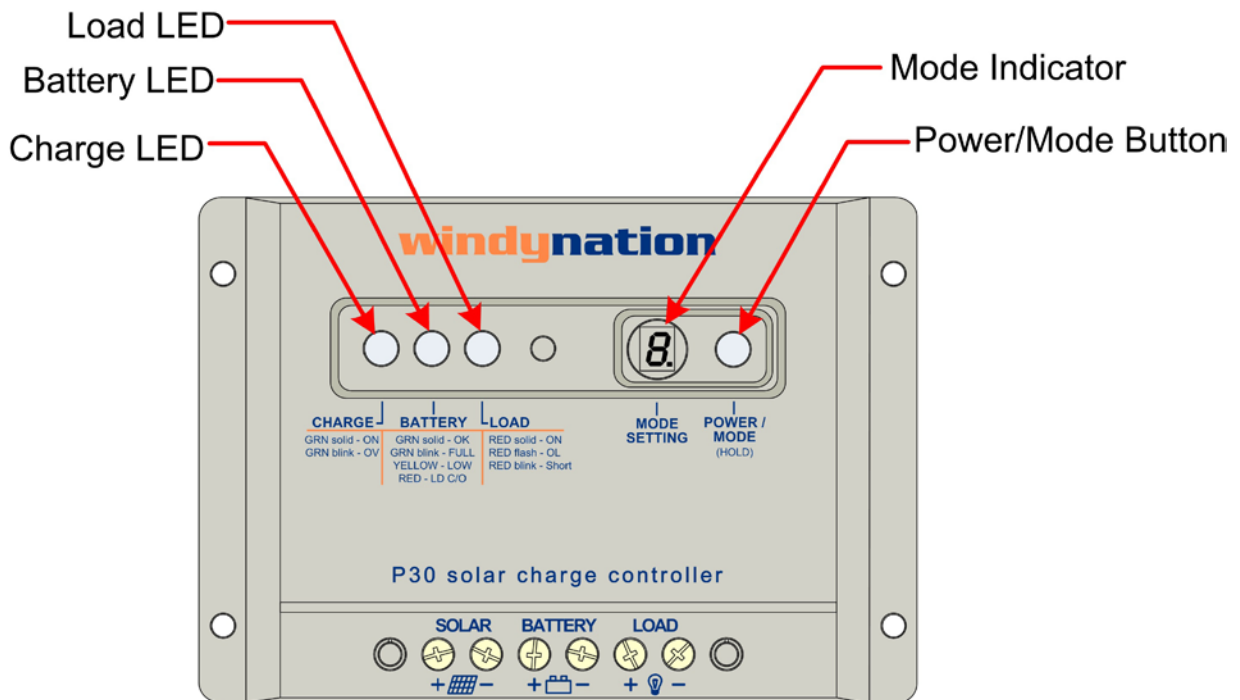 Load LED
Battery LED
Charge LED
Mode Indicator
Power/Mode Button
windynation
8.
CHARGE
GRN solid - ON
GRN blink - OV
BATTERY
GRN solid - OK
GRN blink - FULL
YELLOW - LOW
RED - LD C/O
LOAD
RED solid - ON
RED flash - OL
RED blink - Short
MODE
SETTING
POWER /
MODE
(HOLD)
P30 solar charge controller
SOLAR BATTERY LOAD
+ - + - + -